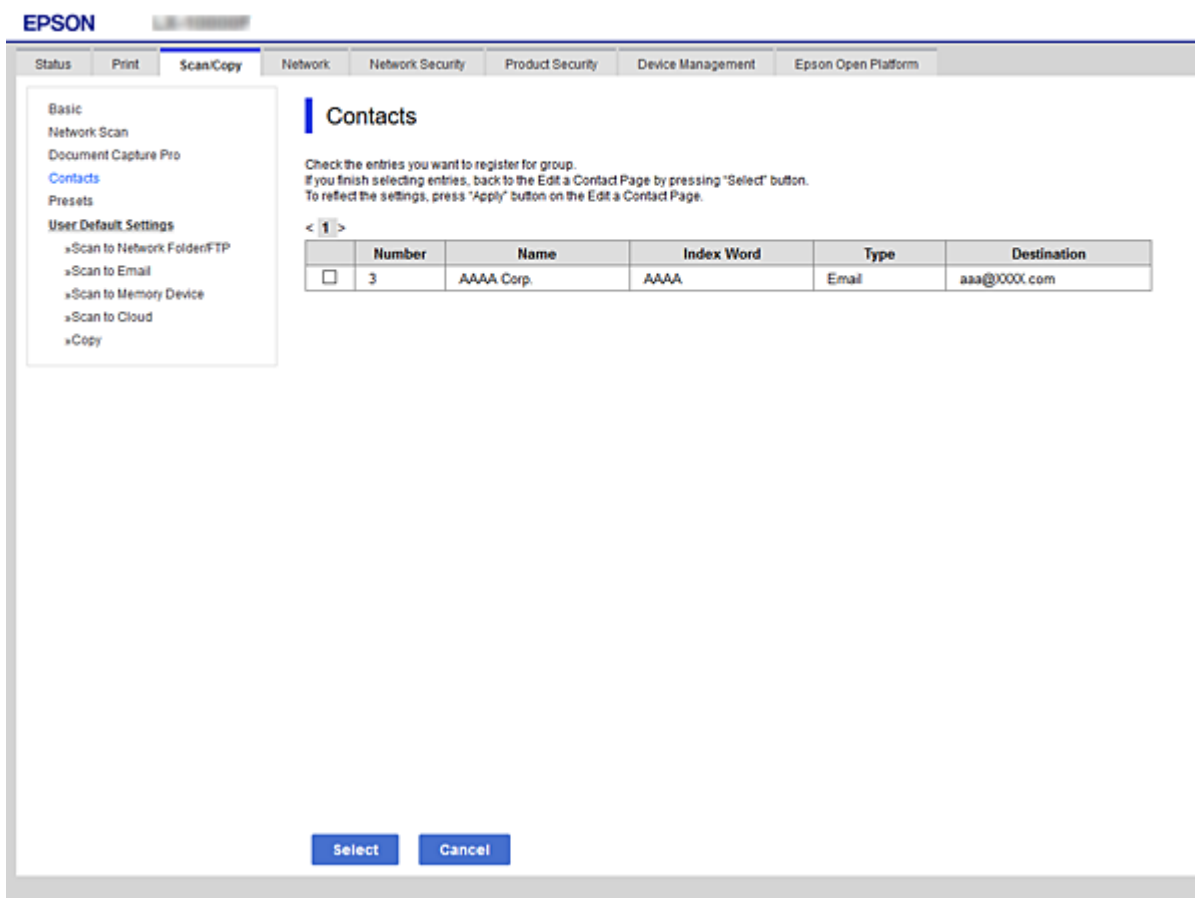 EPSON
Status Print Scan/Copy Network Network Security Product Security Device Management Epson Open Platform
Basic
Network Scan
Document Capture Pro
Contacts
Presets
User Default Settings
»Scan to Network Folder/FTP
»Scan to Email
»Scan to Memory Device
»Scan to Cloud
»Copy
Contacts
Check the entries you want to register for group.
If you finish selecting entries, back to the Edit a Contact Page by pressing "Select" button.
To reflect the settings, press "Apply" button on the Edit a Contact Page.
< 1 >
Number Name Index Word Type Destination
3 AAAA Corp. AAAA Email aaa@XXXX.com
Select Cancel